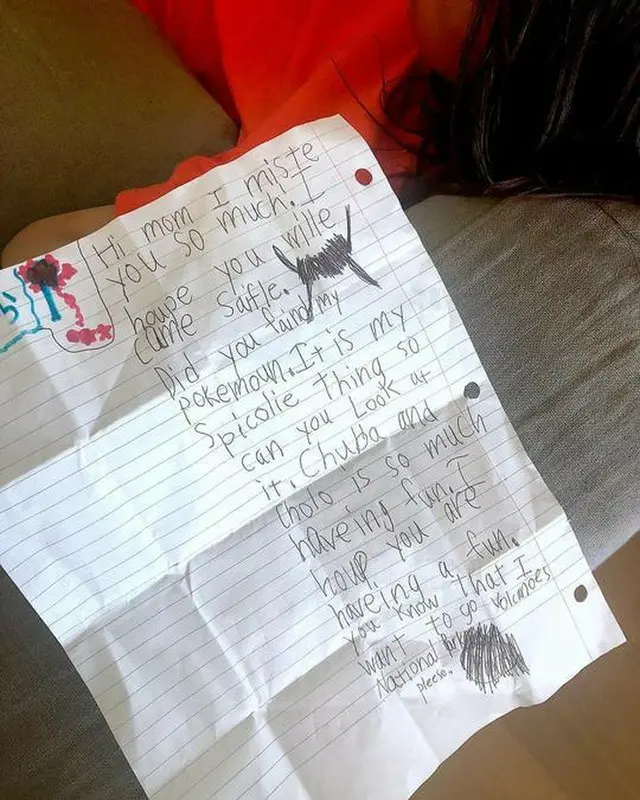 Hi mom I miste
you so much. I
houpe you wille
came saifle.
Did you faind my
pokemoun. It is my
Spicolie thing so
can you Look at
it. Chuba and
cholo is so much
haveing fun. I
houp you are
haveing a fun.
you know that I
want to go volcanoes
National Park
pleese.